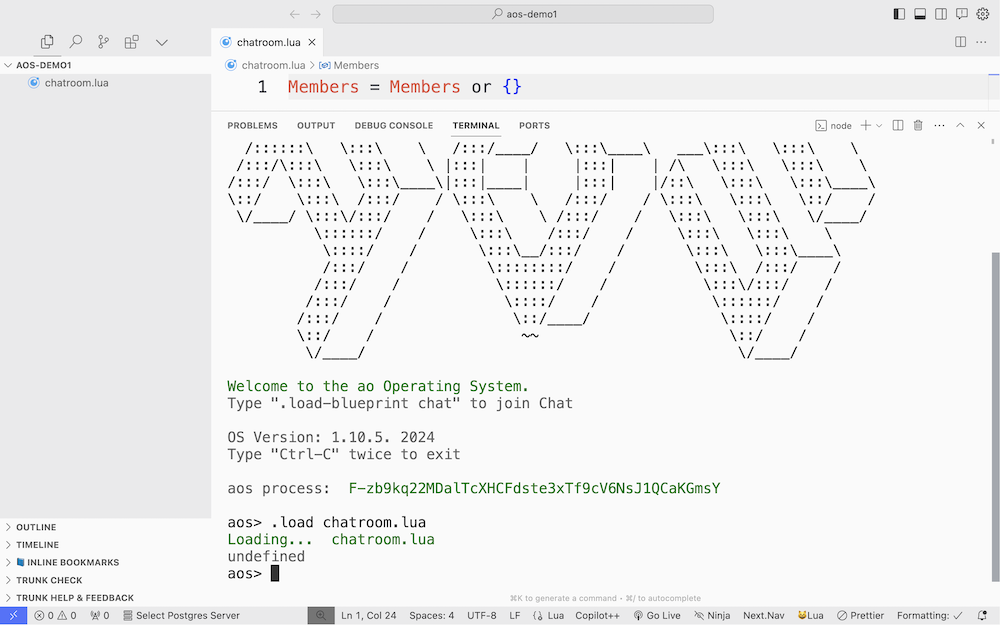 aos-demo1
chatroom.lua
AOS-DEMO1
chatroom.lua
chatroom.lua > Members
1 Members = Members or {}
PROBLEMS OUTPUT DEBUG CONSOLE TERMINAL PORTS
node
Welcome to the ao Operating System.
Type ".load-blueprint chat" to join Chat
OS Version: 1.10.5. 2024
Type "Ctrl-C" twice to exit
aos process: F-zb9kq22MDalTcXHCFdste3xTf9cV6NsJ1QCaKGmsY
aos> .load chatroom.lua
Loading... chatroom.lua
undefined
aos>
⌘K to generate a command • ⌘/ to autocomplete
OUTLINE
TIMELINE
INLINE BOOKMARKS
TRUNK CHECK
TRUNK HELP & FEEDBACK
0 0 0 Select Postgres Server Ln 1, Col 24 Spaces: 4 UTF-8 LF Lua Copilot++ Go Live Ninja Next.Nav Lua Prettier Formatting: ✓